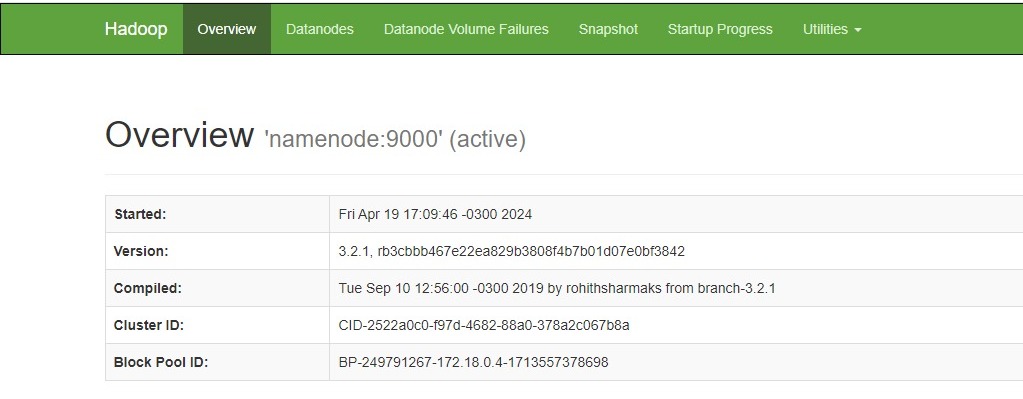 Hadoop Overview Datanodes Datanode Volume Failures Snapshot Startup Progress Utilities
Overview 'namenode:9000' (active)
Started: Fri Apr 19 17:09:46 -0300 2024
Version: 3.2.1, rb3cbbb467e22ea829b3808f4b7b01d07e0bf3842
Compiled: Tue Sep 10 12:56:00 -0300 2019 by rohithsharmaks from branch-3.2.1
Cluster ID: CID-2522a0c0-f97d-4682-88a0-378a2c067b8a
Block Pool ID: BP-249791267-172.18.0.4-1713557378698